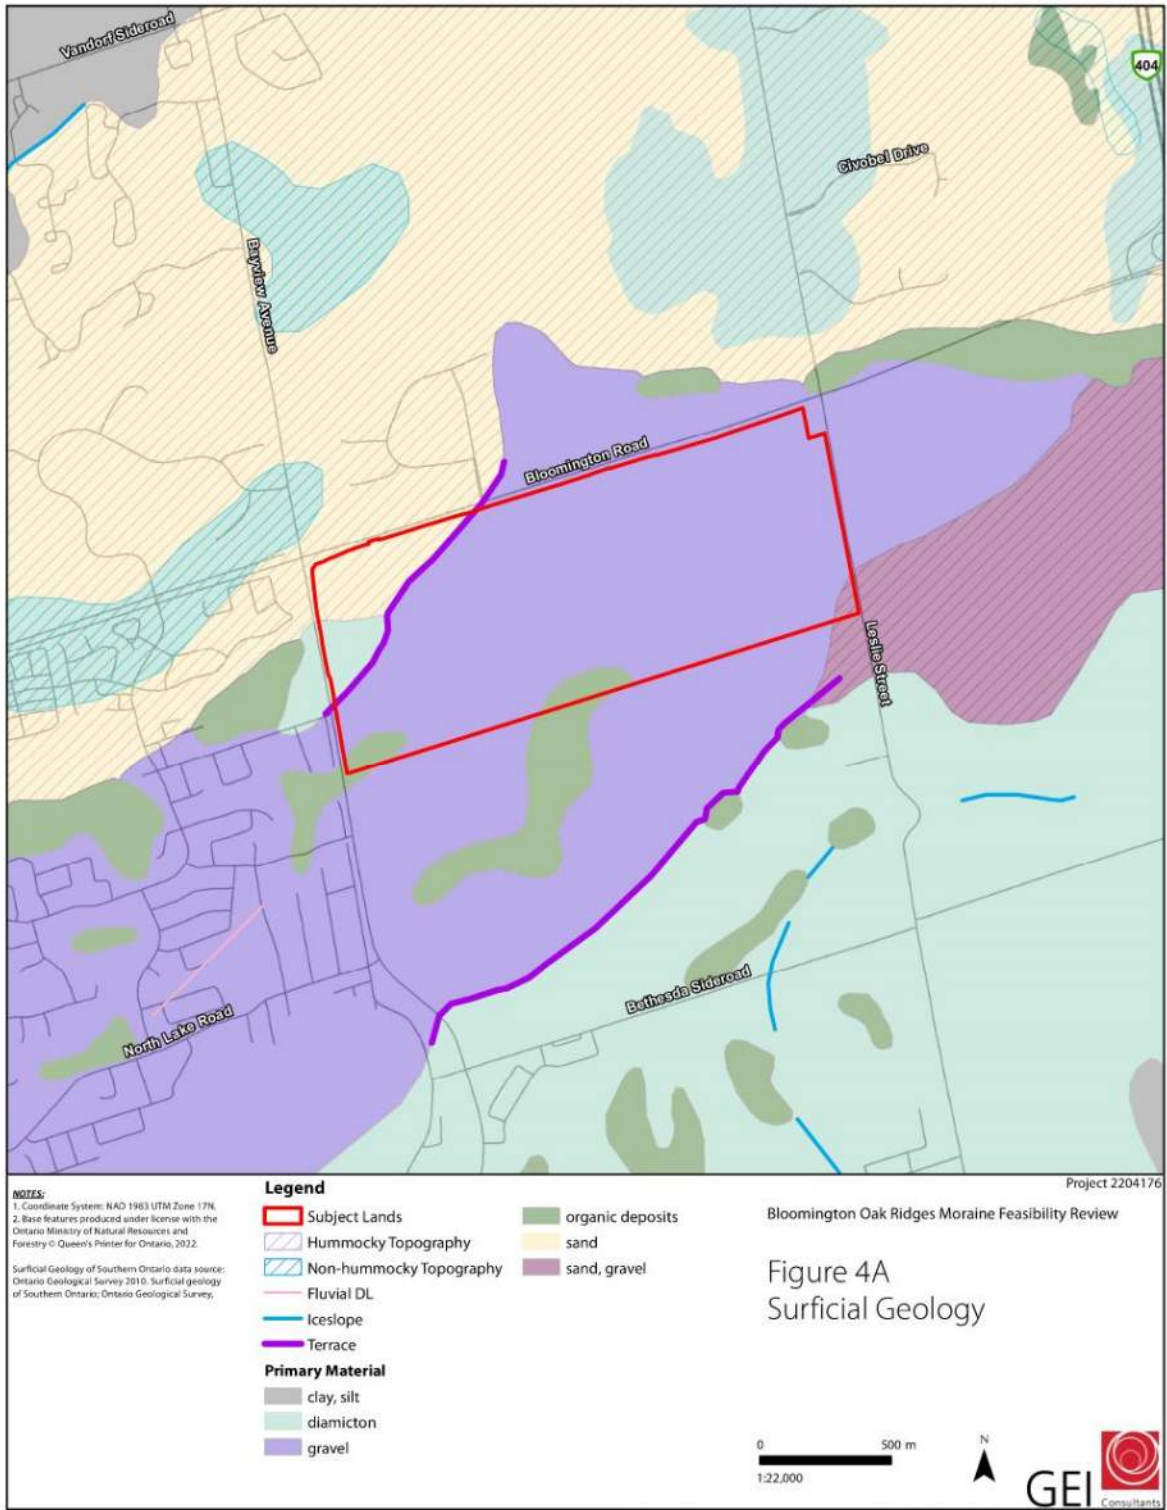 Vandorf Sideroad
404
Civobel Drive
Bayview Avenue
Bloomington Road
Leslie Street
Bethesda Sideroad
North Lake Road
NOTES:
1. Coordinate System: NAD 1983 UTM Zone 17N.
2. Base features produced under license with the
Ontario Ministry of Natural Resources and
Forestry © Queen's Printer for Ontario, 2022.
Surficial Geology of Southern Ontario data source:
Ontario Geological Survey 2010. Surficial geology
of Southern Ontario; Ontario Geological Survey,
Legend
Subject Lands
Hummocky Topography
Non-hummocky Topography
Fluvial DL
Iceslope
Terrace
Primary Material
clay, silt
diamicton
gravel
organic deposits
sand
sand, gravel
Project 2204176
Bloomington Oak Ridges Moraine Feasibility Review
Figure 4A
Surficial Geology
0 500 m
1:22,000
N
GEI Consultants